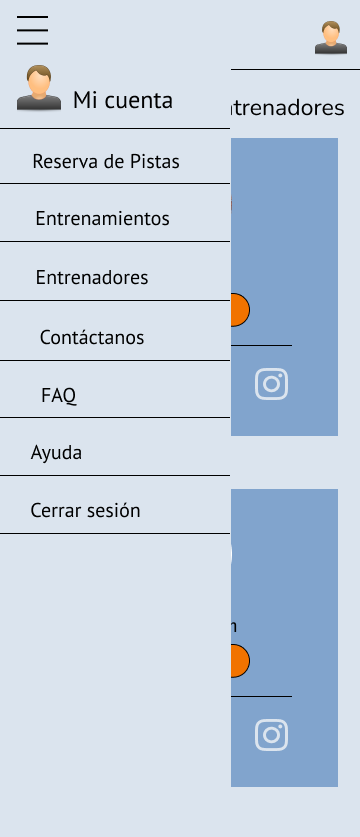 Mi cuenta
ntrenadores
Reserva de Pistas
Entrenamientos
Entrenadores
Contáctanos
FAQ
Ayuda
Cerrar sesión